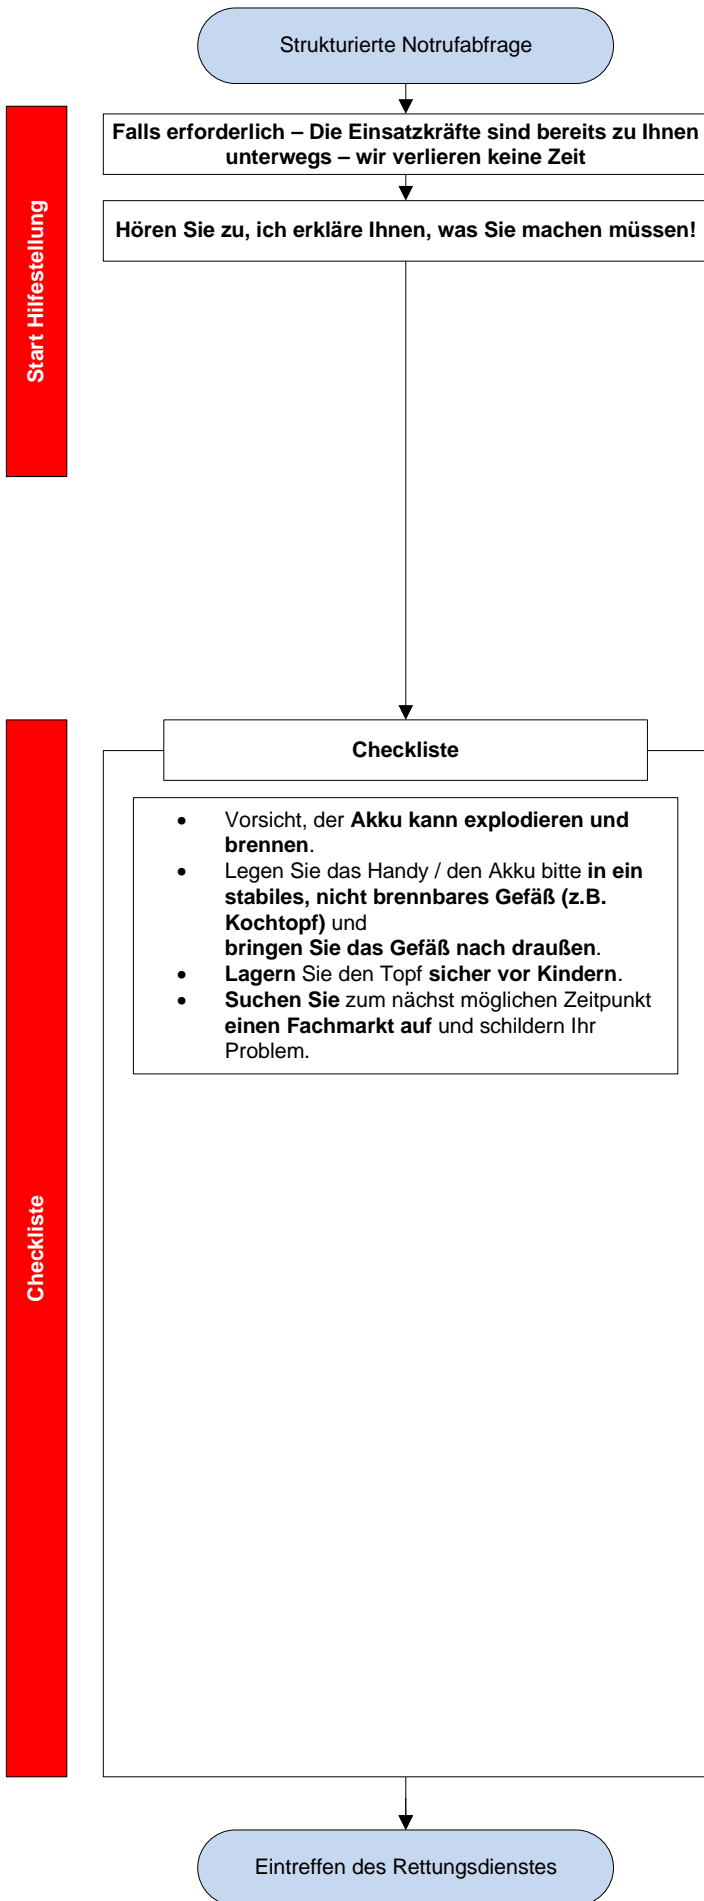 Strukturierte Notrufabfrage
Start Hilfestellung
Falls erforderlich – Die Einsatzkräfte sind bereits zu Ihnen
unterwegs – wir verlieren keine Zeit
Hören Sie zu, ich erkläre Ihnen, was Sie machen müssen!
Checkliste
Checkliste
• Vorsicht, der Akku kann explodieren und
brennen.
• Legen Sie das Handy / den Akku bitte in ein
stabiles, nicht brennbares Gefäß (z.B.
Kochtopf) und
bringen Sie das Gefäß nach draußen.
• Lagern Sie den Topf sicher vor Kindern.
• Suchen Sie zum nächst möglichen Zeitpunkt
einen Fachmarkt auf und schildern Ihr
Problem.
Eintreffen des Rettungsdienstes